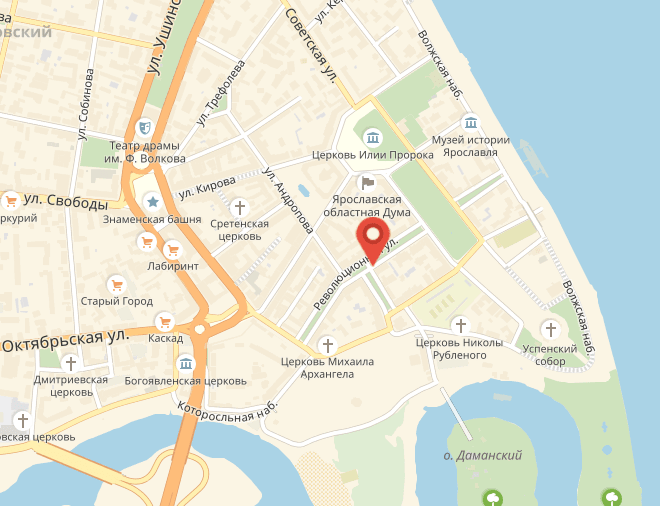 овский
ул. Ушинс
Советская ул.
ул. Ке
Волжская наб.
ул. Собинова
ул. Трефолева
Театр драмы
им. Ф. Волкова
Церковь Илии Пророка
Музей истории
Ярославля
ул. Кирова
ул. Андропова
Ярославская
областная Дума
ул. Свободы
еркурий
Знаменская башня
Сретенская
церковь
Лабиринт
Революционн
ул.
Старый Город
Волжская наб.
Октябрьская ул.
Каскад
Церковь Михаила
Архангела
Церковь Николы
Рубленого
Успенский
собор
Дмитриевская
церковь
Богоявленская церковь
Которосльная наб.
овская церковь
о. Даманский